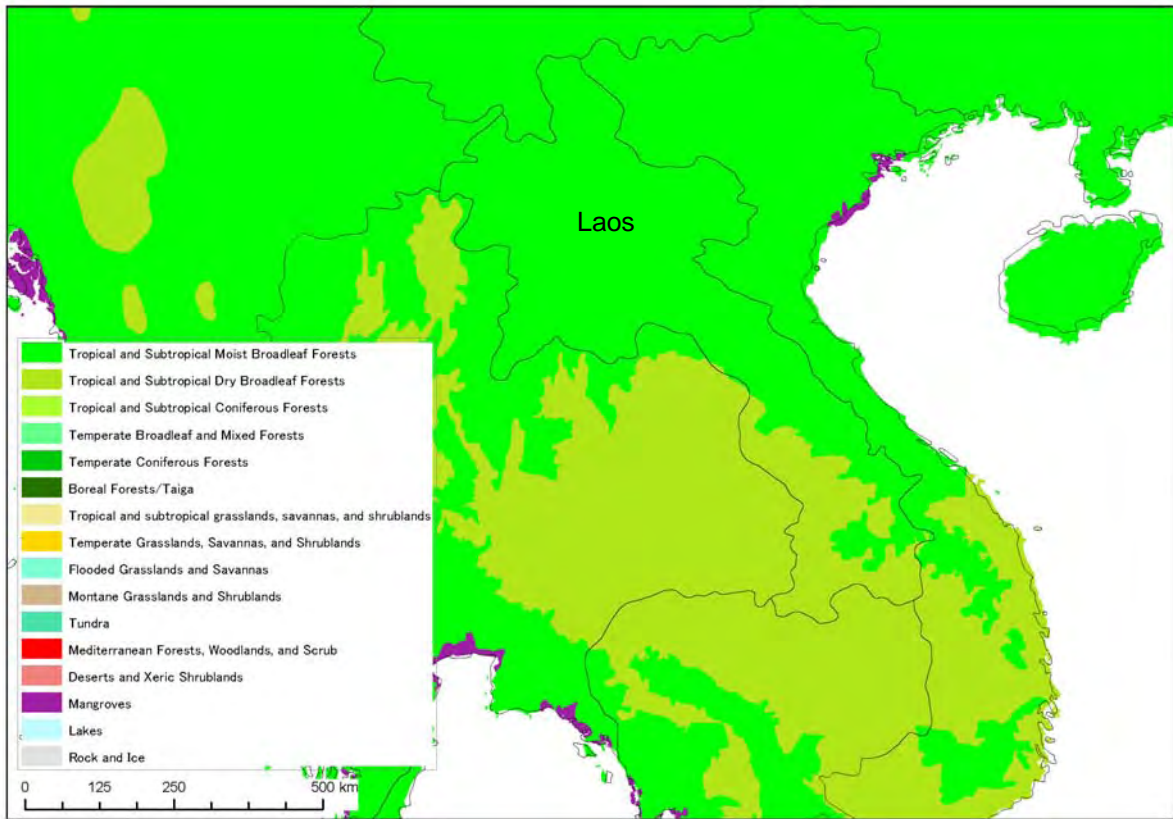 Laos
Tropical and Subtropical Moist Broadleaf Forests
Tropical and Subtropical Dry Broadleaf Forests
Tropical and Subtropical Coniferous Forests
Temperate Broadleaf and Mixed Forests
Temperate Coniferous Forests
Boreal Forests/Taiga
Tropical and subtropical grasslands, savannas, and shrublands
Temperate Grasslands, Savannas, and Shrublands
Flooded Grasslands and Savannas
Montane Grasslands and Shrublands
Tundra
Mediterranean Forests, Woodlands, and Scrub
Deserts and Xeric Shrublands
Mangroves
Lakes
Rock and Ice
0 125 250 500 km